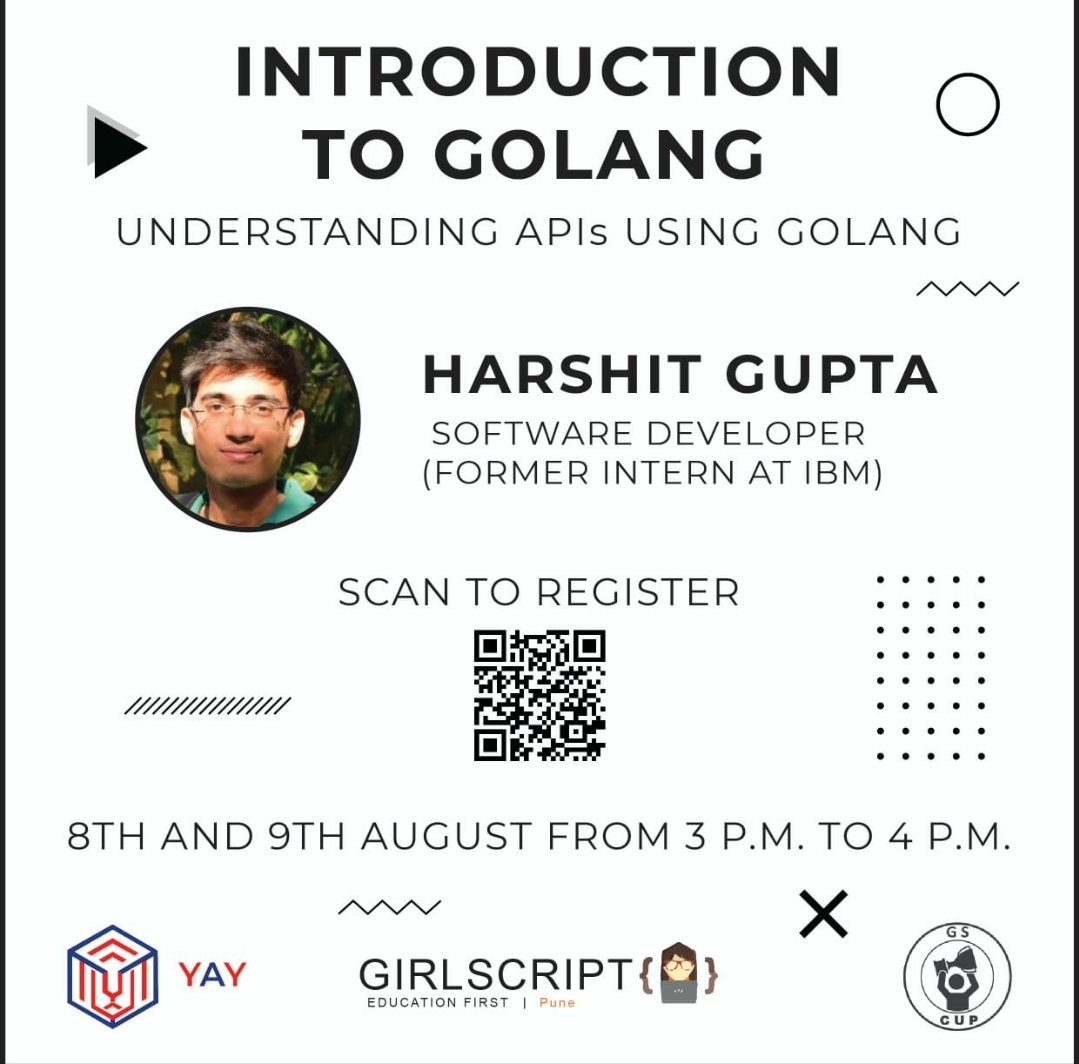 INTRODUCTION
TO GOLANG
UNDERSTANDING APIs USING GOLANG
HARSHIT GUPTA
SOFTWARE DEVELOPER
(FORMER INTERN AT IBM)
SCAN TO REGISTER
8TH AND 9TH AUGUST FROM 3 P.M. TO 4 P.M.
YAY
GIRLSCRIPT
EDUCATION FIRST | Pune
GS
CUP